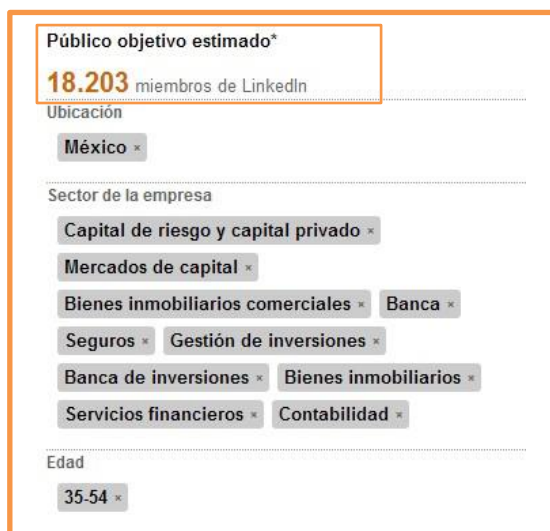 Público objetivo estimado*
18.203 miembros de LinkedIn
Ubicación
México ×
Sector de la empresa
Capital de riesgo y capital privado ×
Mercados de capital ×
Bienes inmobiliarios comerciales × Banca ×
Seguros × Gestión de inversiones ×
Banca de inversiones × Bienes inmobiliarios ×
Servicios financieros × Contabilidad ×
Edad
35-54 ×